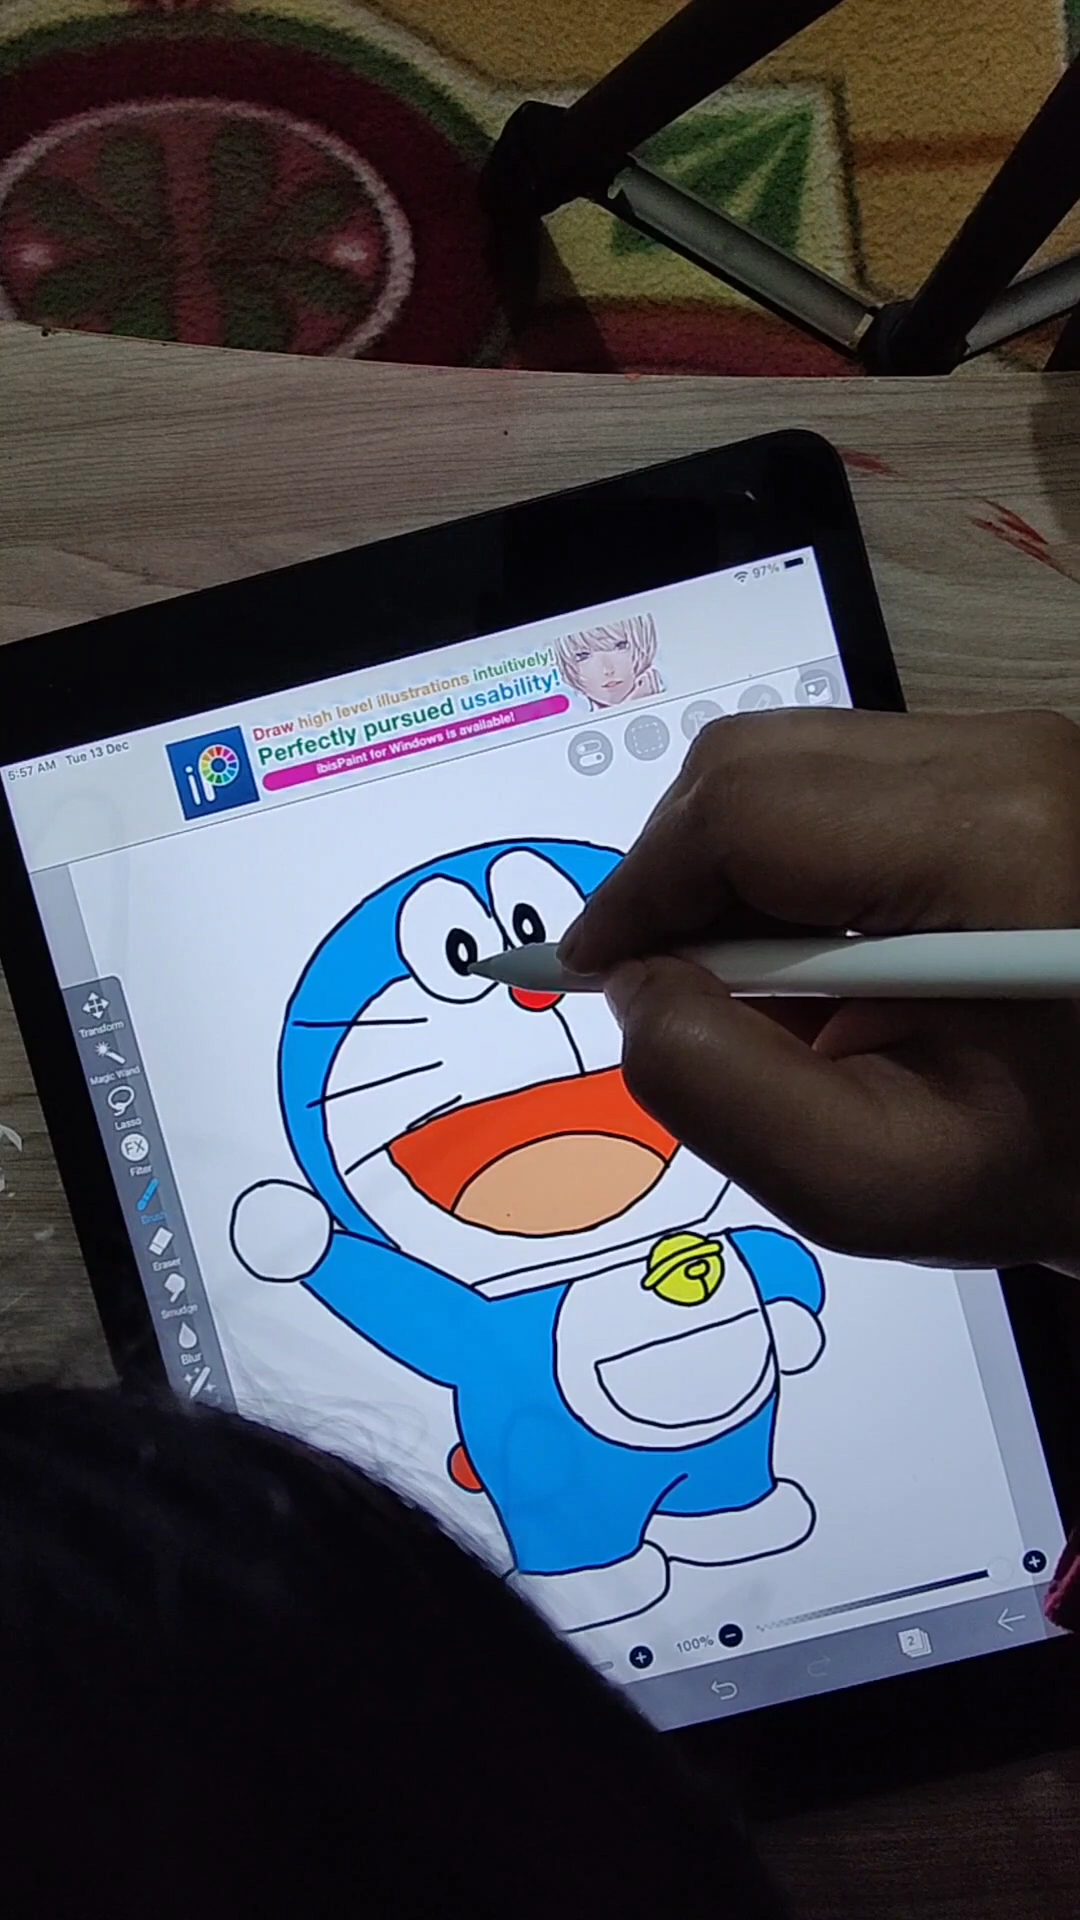 5:57 AM Tue 13 Dec
97%
iP
Draw high level illustrations intuitively!
Perfectly pursued usability!
ibisPaint for Windows is available!
Transform
Magic Wand
Lasso
FX
Filter
Brush
Eraser
Smudge
Blur
100%
2